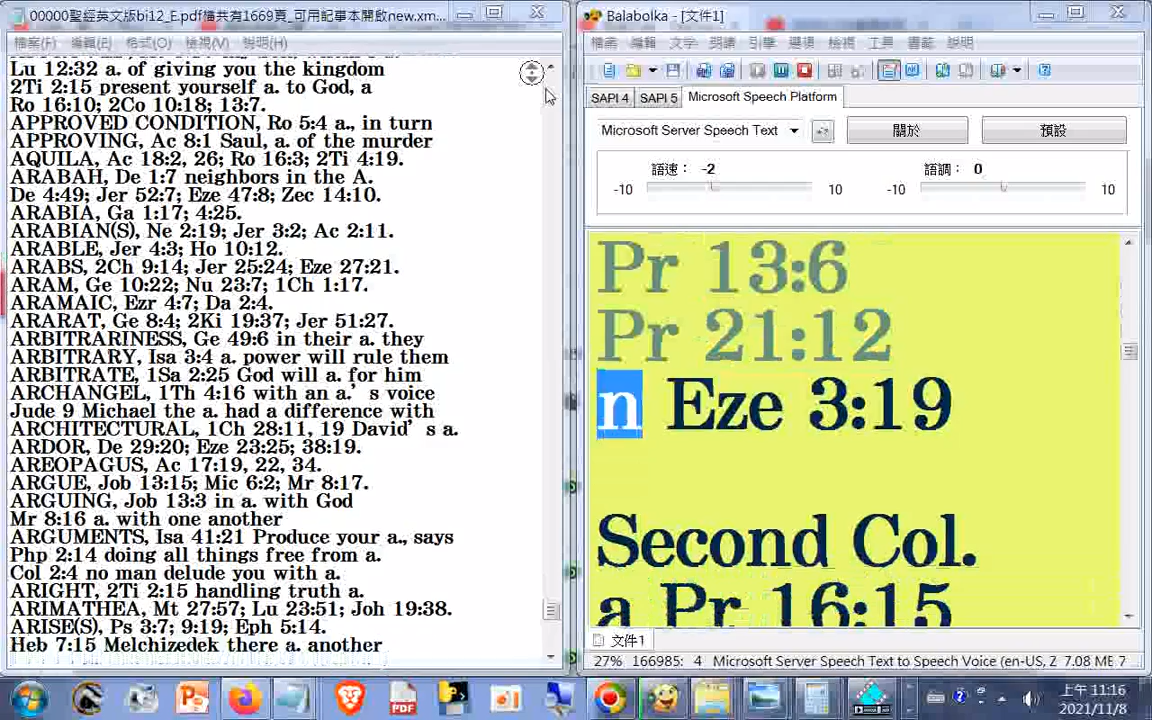 00000聖經英文版bi12_E.pdf檔共有1669頁_可用記事本開啟new.xm...
檔案(F) 編輯(E) 格式(O) 檢視(V) 說明(H)
Lu 12:32 a. of giving you the kingdom
2Ti 2:15 present yourself a. to God, a
Ro 16:10; 2Co 10:18; 13:7.
APPROVED CONDITION, Ro 5:4 a., in turn
APPROVING, Ac 8:1 Saul, a. of the murder
AQUILA, Ac 18:2, 26; Ro 16:3; 2Ti 4:19.
ARABAH, De 1:7 neighbors in the A.
De 4:49; Jer 52:7; Eze 47:8; Zec 14:10.
ARABIA, Ga 1:17; 4:25.
ARABIAN(S), Ne 2:19; Jer 3:2; Ac 2:11.
ARABLE, Jer 4:3; Ho 10:12.
ARABS, 2Ch 9:14; Jer 25:24; Eze 27:21.
ARAM, Ge 10:22; Nu 23:7; 1Ch 1:17.
ARAMAIC, Ezr 4:7; Da 2:4.
ARARAT, Ge 8:4; 2Ki 19:37; Jer 51:27.
ARBITRARINESS, Ge 49:6 in their a. they
ARBITRARY, Isa 3:4 a. power will rule them
ARBITRATE, 1Sa 2:25 God will a. for him
ARCHANGEL, 1Th 4:16 with an a.’s voice
Jude 9 Michael the a. had a difference with
ARCHITECTURAL, 1Ch 28:11, 19 David’s a.
ARDOR, De 29:20; Eze 23:25; 38:19.
AREOPAGUS, Ac 17:19, 22, 34.
ARGUE, Job 13:15; Mic 6:2; Mr 8:17.
ARGUING, Job 13:3 in a. with God
Mr 8:16 a. with one another
ARGUMENTS, Isa 41:21 Produce your a., says
Php 2:14 doing all things free from a.
Col 2:4 no man delude you with a.
ARIGHT, 2Ti 2:15 handling truth a.
ARIMATHEA, Mt 27:57; Lu 23:51; Joh 19:38.
ARISE(S), Ps 3:7; 9:19; Eph 5:14.
Heb 7:15 Melchizedek there a. another
Balabolka - [文件1]
檔案 編輯 文字 朗讀 引擎 選項 檢視 工具 書籤 說明
SAPI 4 SAPI 5 Microsoft Speech Platform
Microsoft Server Speech Text 關於 預設
語速： -2 語調： 0
-10 10 -10 10
Pr 13:6
Pr 21:12
n Eze 3:19
Second Col.
a Pr 16:15
文件1
27% 166985: 4 Microsoft Server Speech Text to Speech Voice (en-US, Z 7.08 ME 7
PDF
上午 11:16
2021/11/8